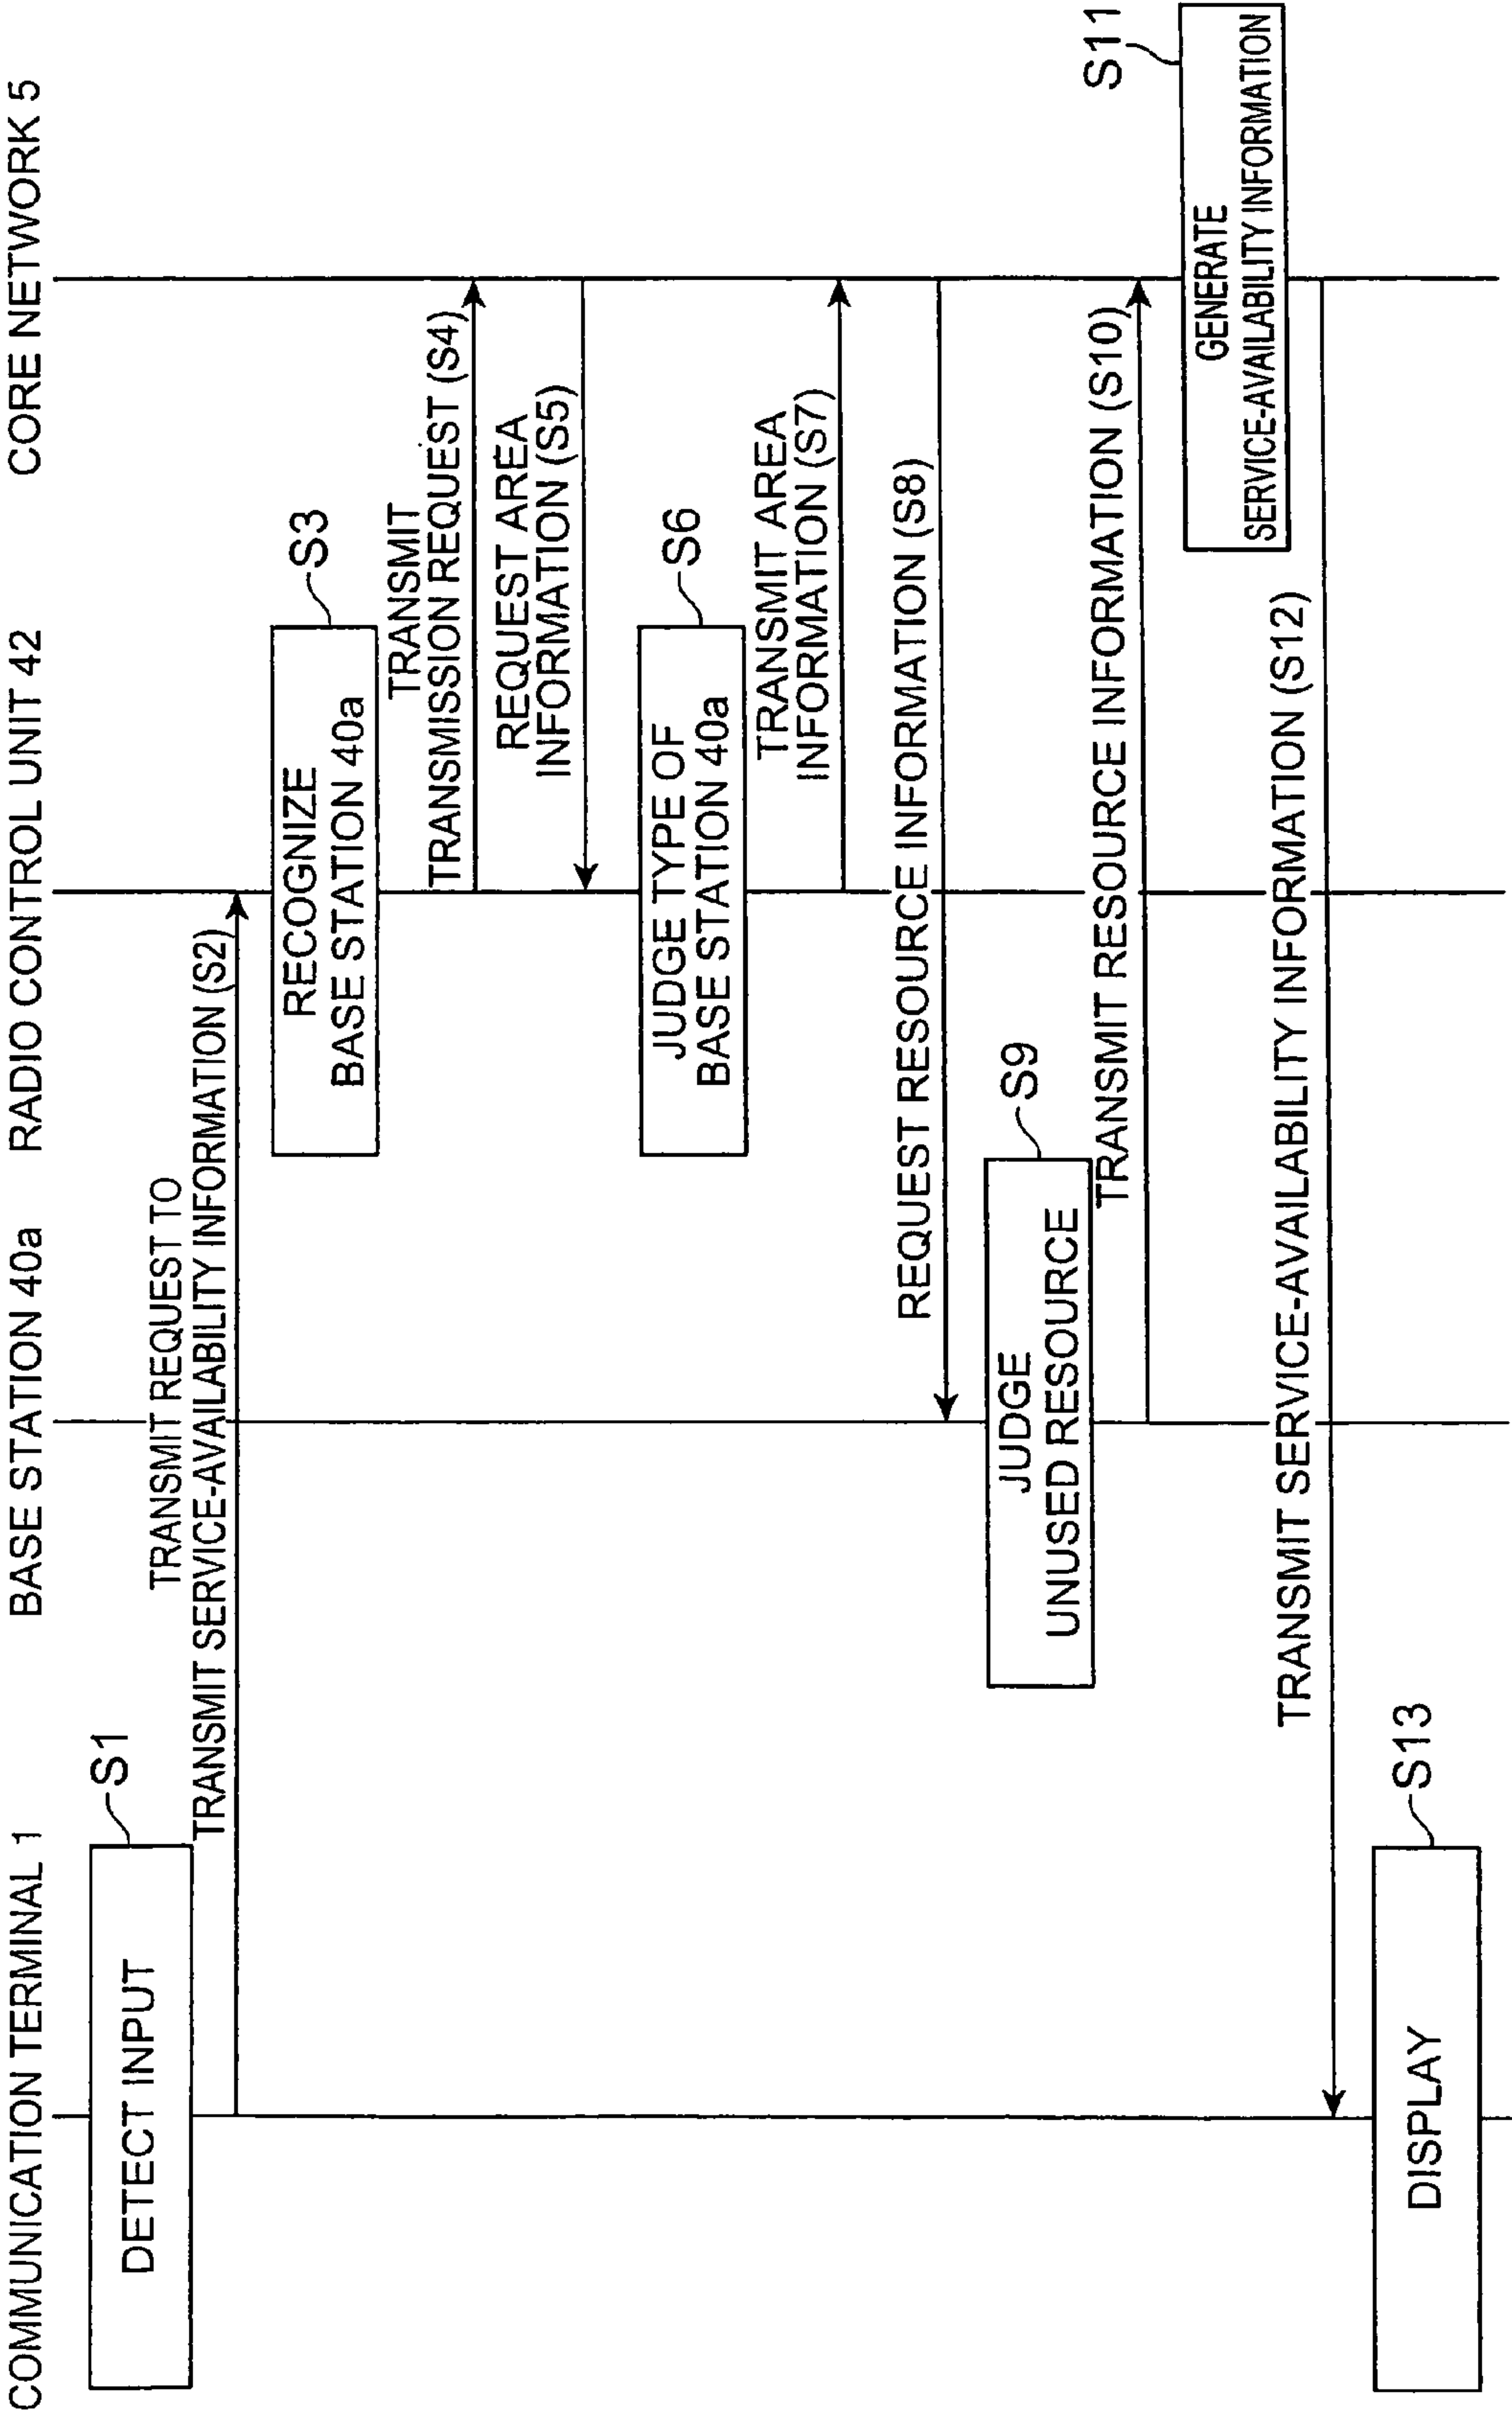 COMMUNICATION TERMINAL 1
BASE STATION 40a
RADIO CONTROL UNIT 42
CORE NETWORK 5
DETECT INPUT
S1
TRANSMIT REQUEST TO
TRANSMIT SERVICE-AVAILABILITY INFORMATION (S2)
RECOGNIZE
BASE STATION 40a
S3
TRANSMIT
TRANSMISSION REQUEST (S4)
REQUEST AREA
INFORMATION (S5)
JUDGE TYPE OF
BASE STATION 40a
S6
TRANSMIT AREA
INFORMATION (S7)
REQUEST RESOURCE INFORMATION (S8)
JUDGE
UNUSED RESOURCE
S9
TRANSMIT RESOURCE INFORMATION (S10)
GENERATE
SERVICE-AVAILABILITY INFORMATION
S11
TRANSMIT SERVICE-AVAILABILITY INFORMATION (S12)
DISPLAY
S13